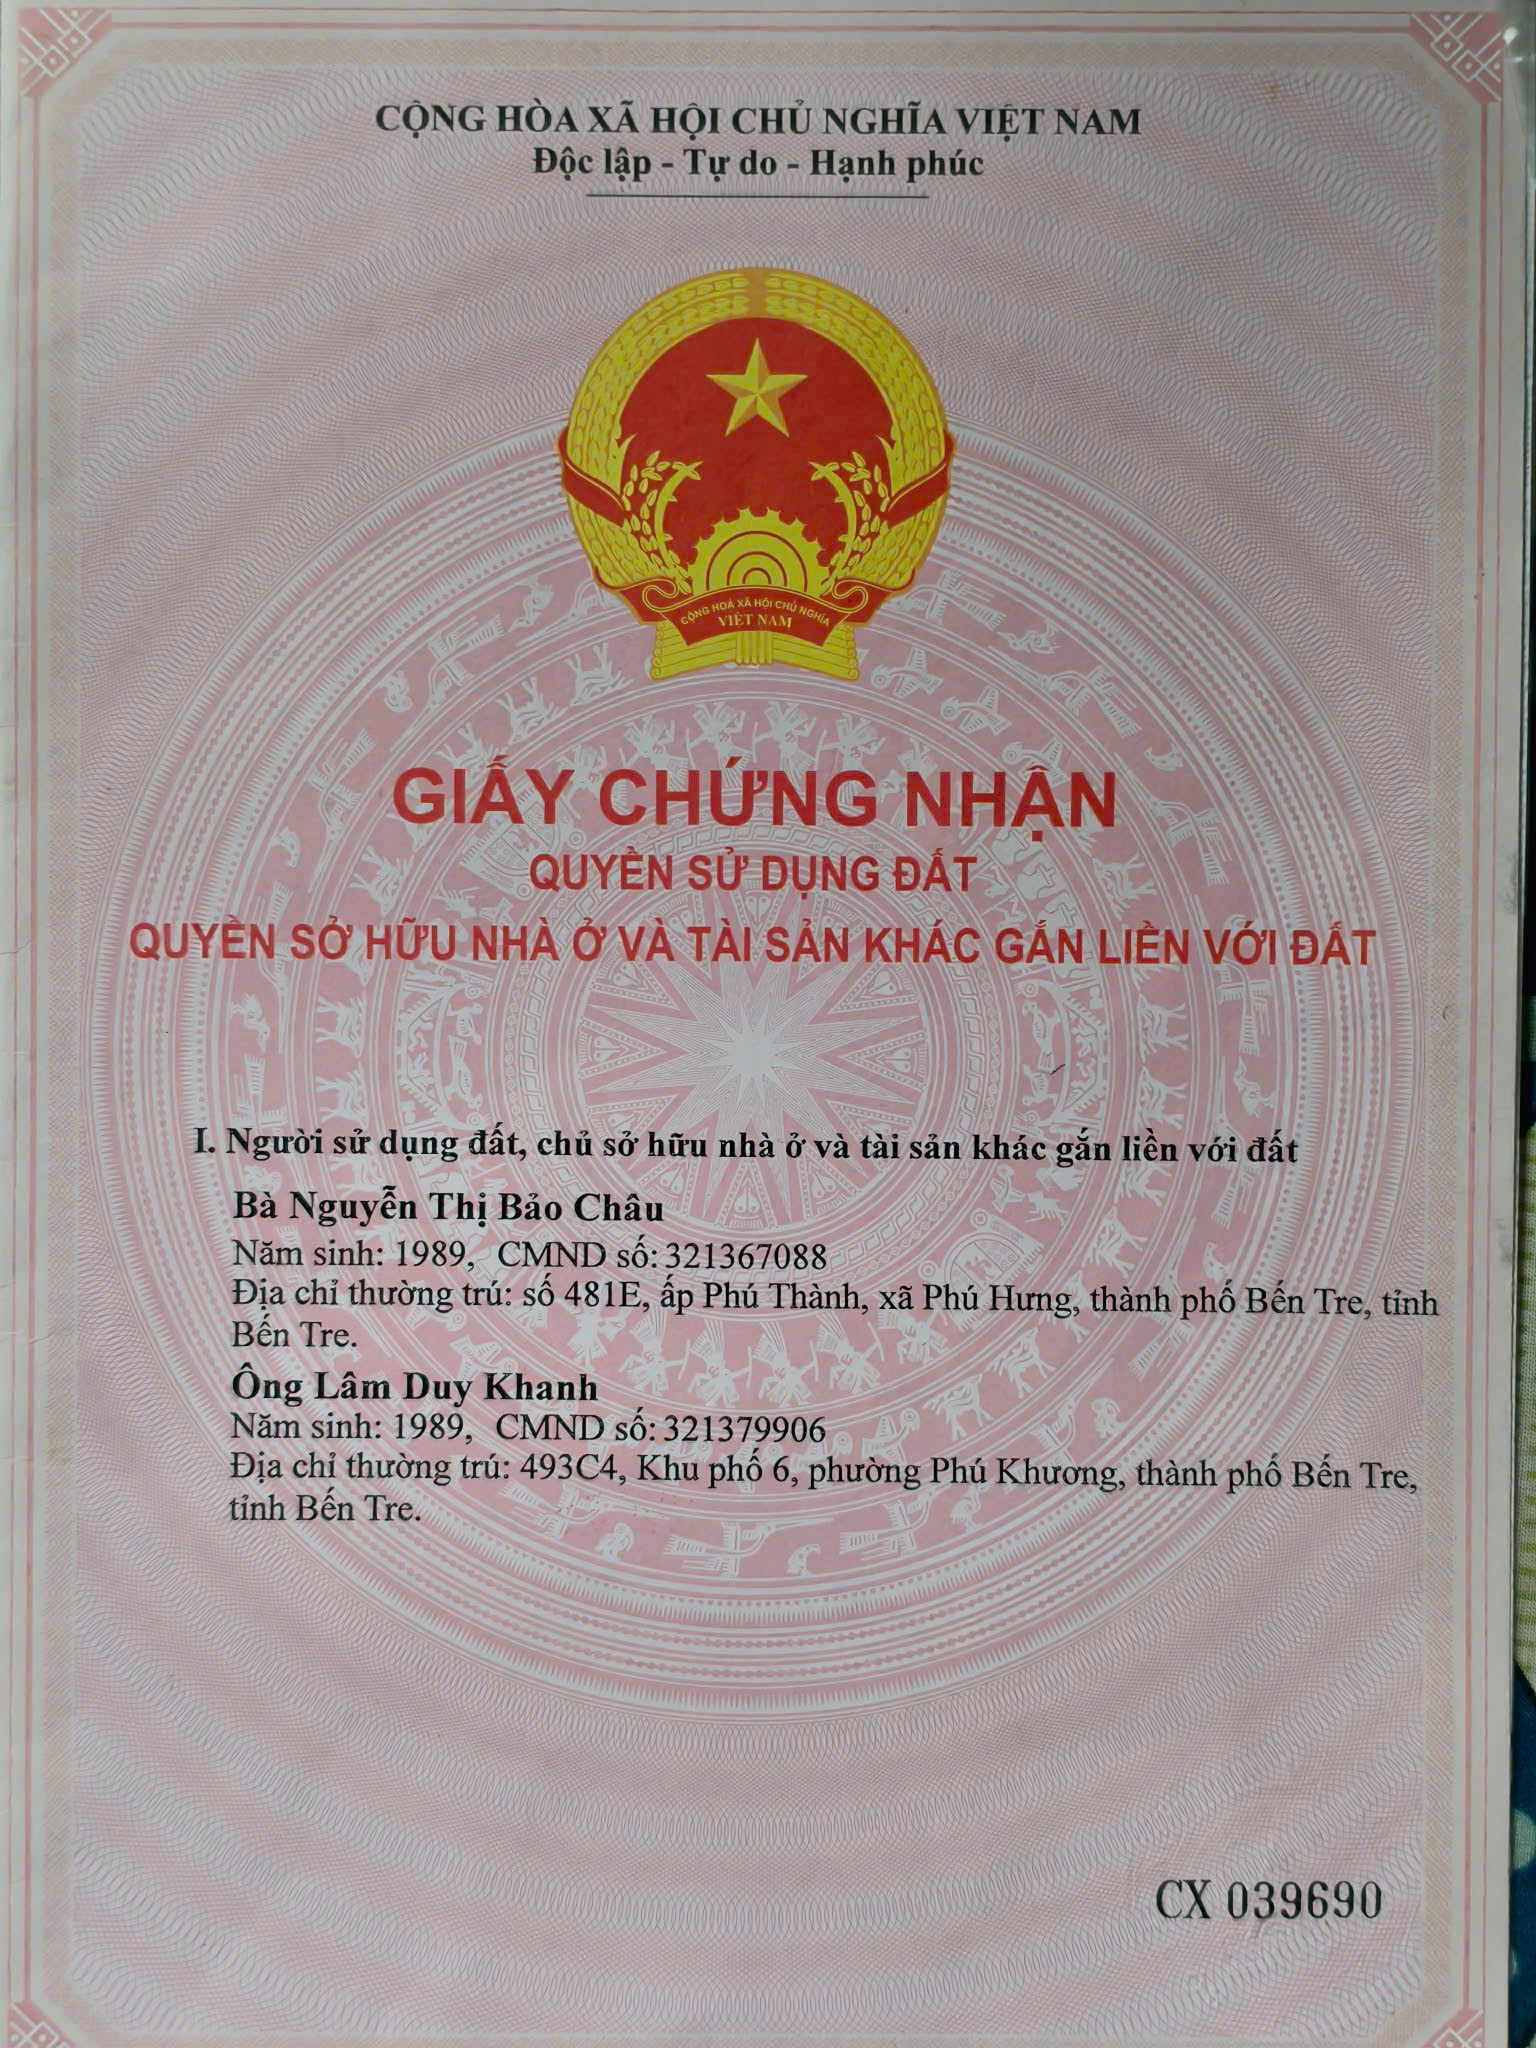 CỘNG HÒA XÃ HỘI CHỦ NGHĨA VIỆT NAM
Độc lập - Tự do - Hạnh phúc
CỘNG HOÀ XÃ HỘI CHỦ NGHĨA
VIỆT NAM
GIẤY CHỨNG NHẬN
QUYỀN SỬ DỤNG ĐẤT
QUYỀN SỞ HỮU NHÀ Ở VÀ TÀI SẢN KHÁC GẮN LIỀN VỚI ĐẤT
I. Người sử dụng đất, chủ sở hữu nhà ở và tài sản khác gắn liền với đất
Bà Nguyễn Thị Bảo Châu
Năm sinh: 1989, CMND số: 321367088
Địa chỉ thường trú: số 481E, ấp Phú Thành, xã Phú Hưng, thành phố Bến Tre, tỉnh
Bến Tre.
Ông Lâm Duy Khanh
Năm sinh: 1989, CMND số: 321379906
Địa chỉ thường trú: 493C4, Khu phố 6, phường Phú Khương, thành phố Bến Tre,
tỉnh Bến Tre.
CX 039690